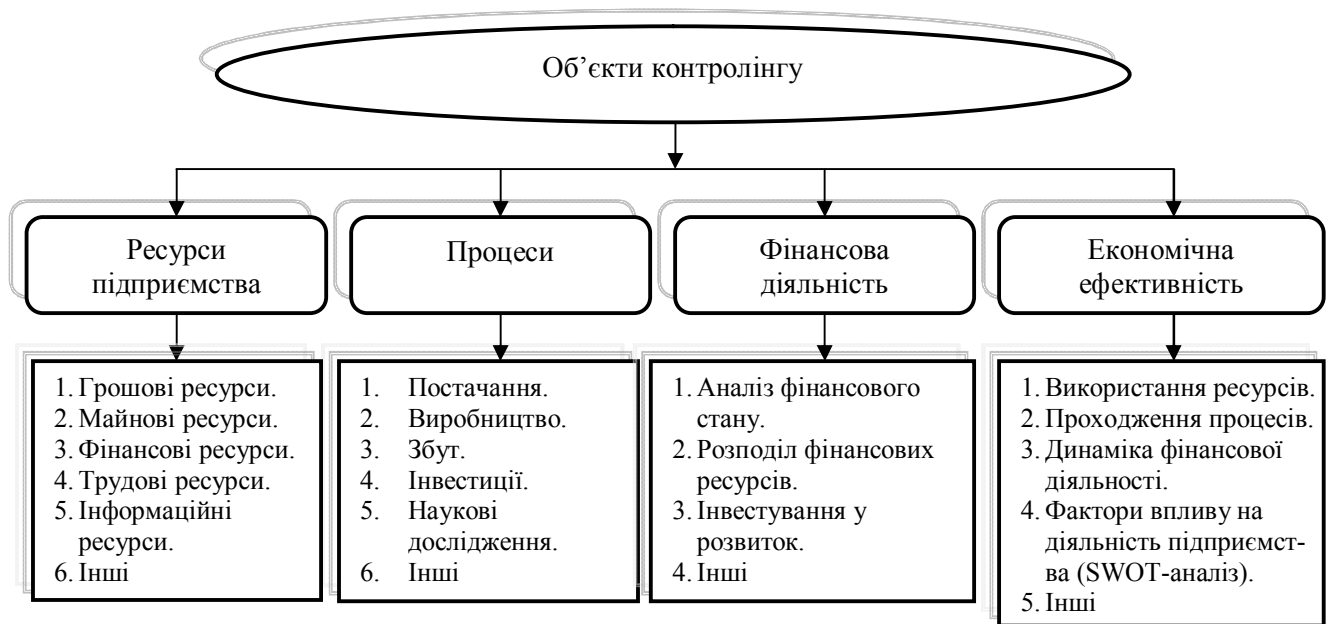 Об’єкти контролінгу
Ресурси
підприємства
Процеси
Фінансова
діяльність
Економічна
ефективність
1. Грошові ресурси.
2. Майнові ресурси.
3. Фінансові ресурси.
4. Трудові ресурси.
5. Інформаційні
ресурси.
6. Інші
1. Постачання.
2. Виробництво.
3. Збут.
4. Інвестиції.
5. Наукові
дослідження.
6. Інші
1. Аналіз фінансового
стану.
2. Розподіл фінансових
ресурсів.
3. Інвестування у
розвиток.
4. Інші
1. Використання ресурсів.
2. Проходження процесів.
3. Динаміка фінансової
діяльності.
4. Фактори впливу на
діяльність підприємст-
ва (SWOT-аналіз).
5. Інші